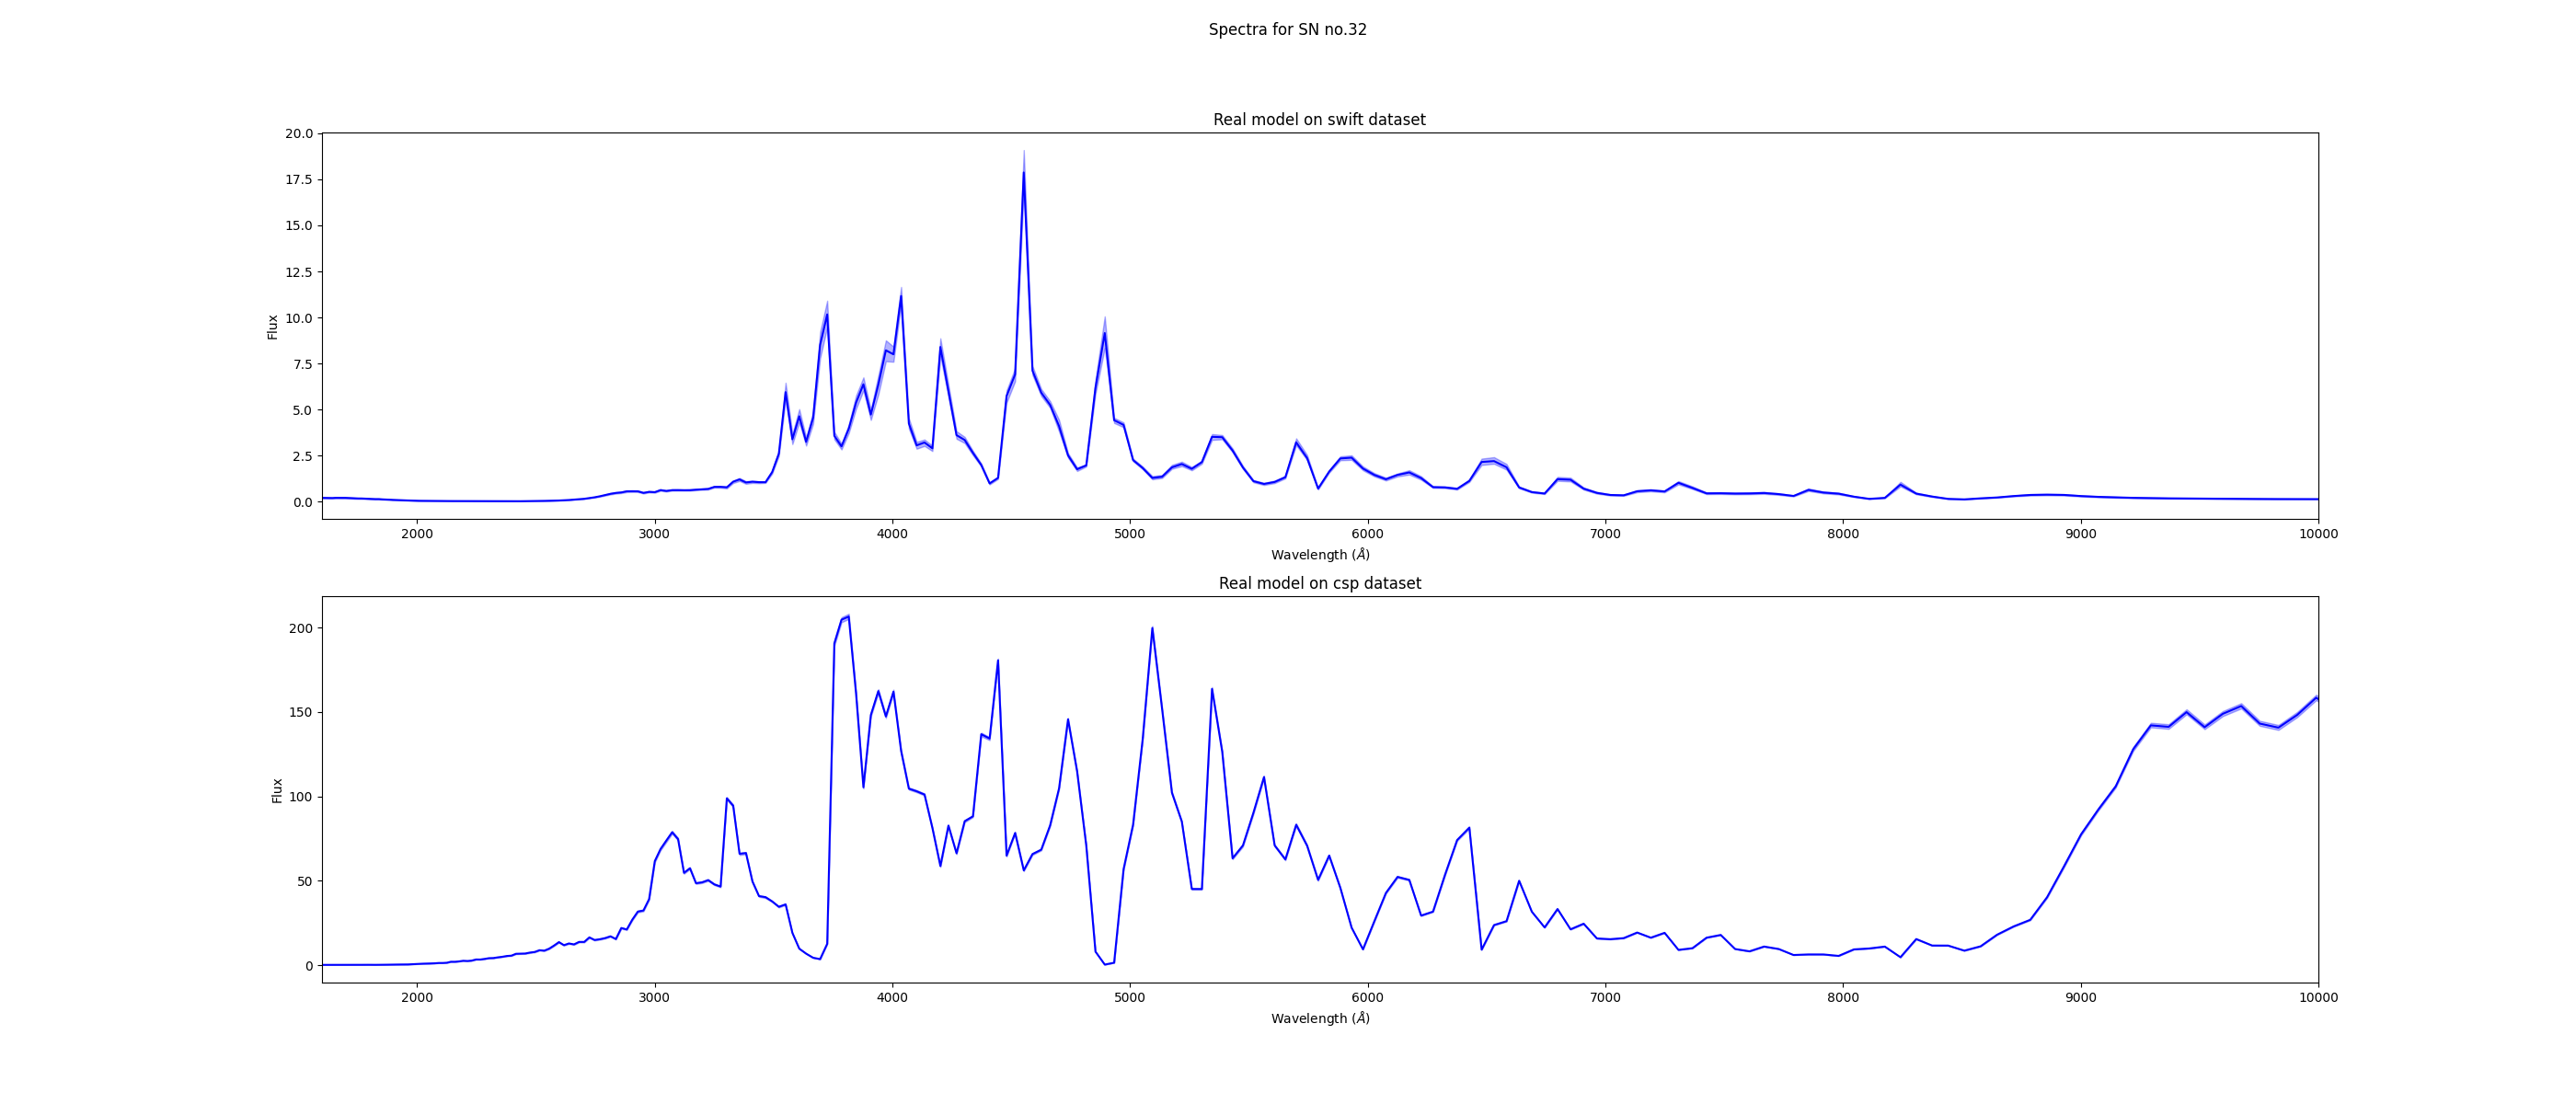 Spectra for SN no.32
Real model on swift dataset
20.0
17.5
15.0
12.5
10.0
7.5
5.0
2.5
0.0
Flux
2000 3000 4000 5000 6000 7000 8000 9000 10000
Wavelength (Å)
Real model on csp dataset
200
150
100
50
0
Flux
2000 3000 4000 5000 6000 7000 8000 9000 10000
Wavelength (Å)